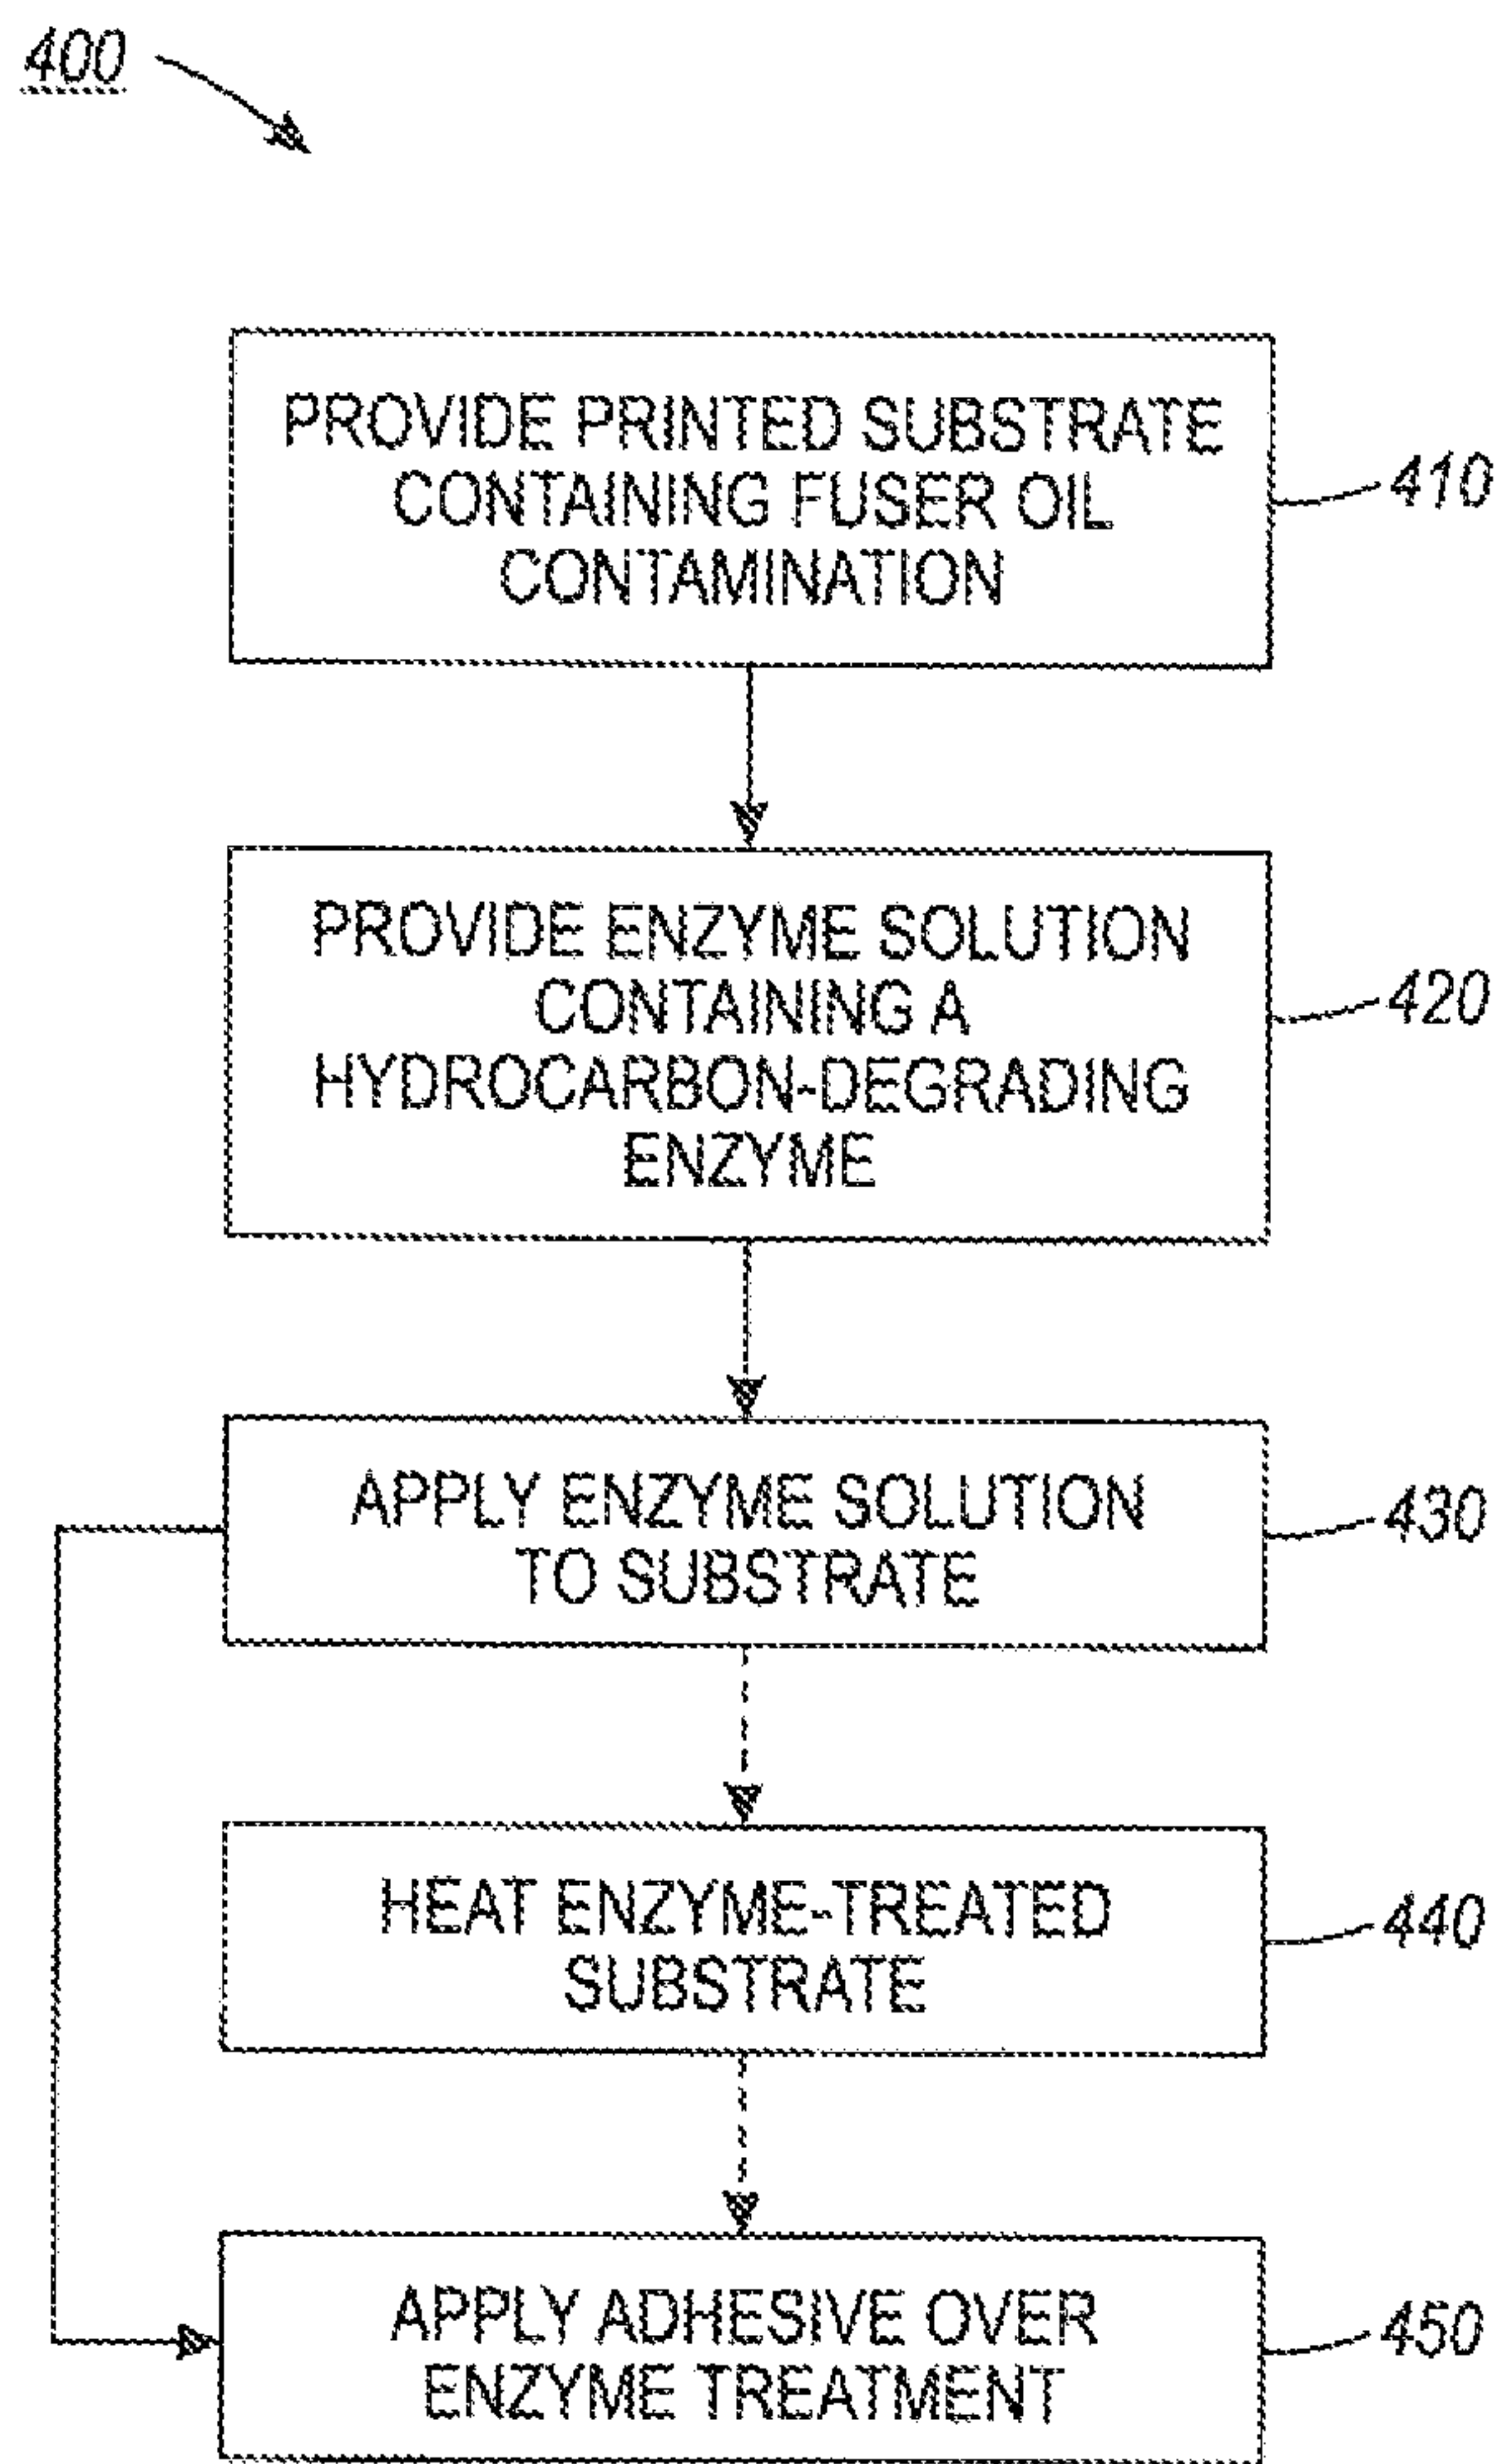 400
PROVIDE PRINTED SUBSTRATE
CONTAINING FUSER OIL
CONTAMINATION
410
PROVIDE ENZYME SOLUTION
CONTAINING A
HYDROCARBON-DEGRADING
ENZYME
420
APPLY ENZYME SOLUTION
TO SUBSTRATE
430
HEAT ENZYME-TREATED
SUBSTRATE
440
APPLY ADHESIVE OVER
ENZYME TREATMENT
450